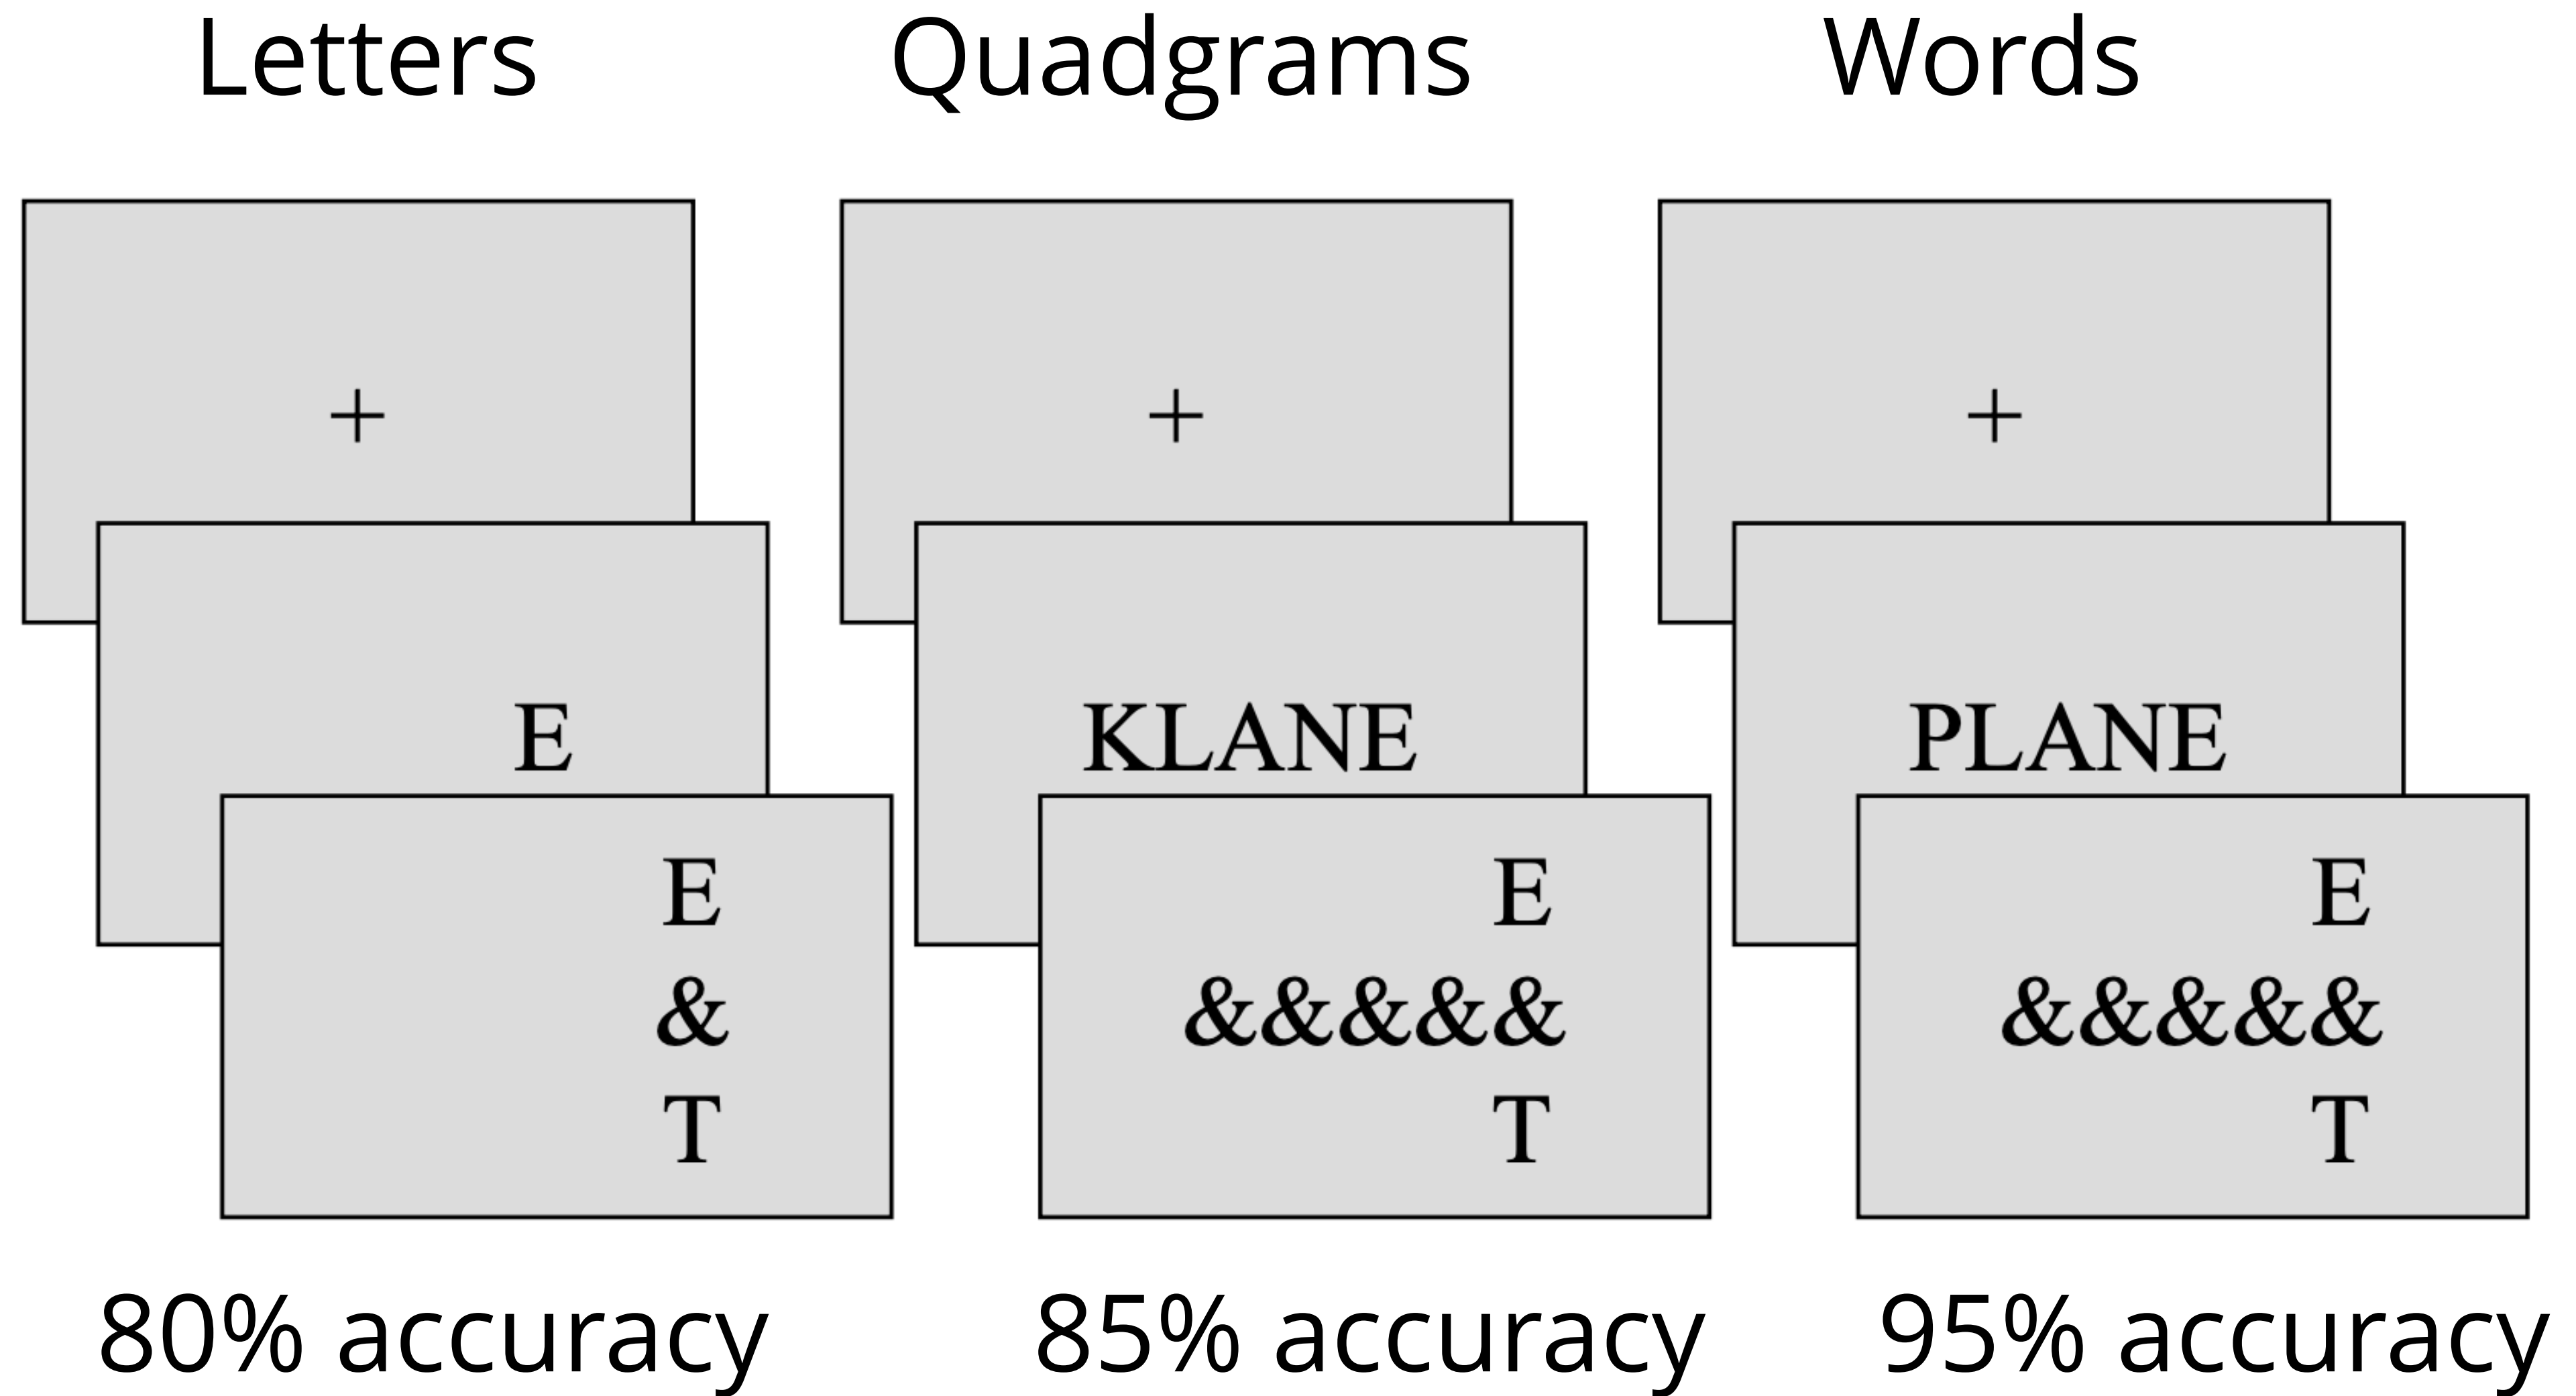 Letters Quadgrams Words
+ + +
E KLANE PLANE
E E E
& &&&&& &&&&&
T T T
80% accuracy 85% accuracy 95% accuracy